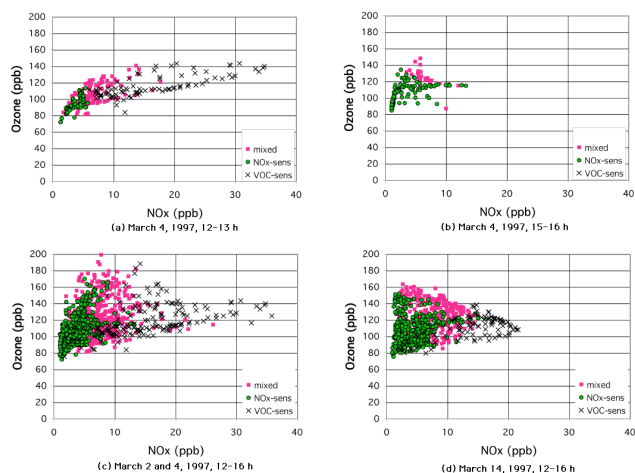 200
180
160
140
120
100
80
60
40
20
0
Ozone (ppb)
0 10 20 30 40
NOx (ppb)
mixed
NOx-sens
VOC-sens
(a) March 4, 1997, 12-13 h
200
180
160
140
120
100
80
60
40
20
0
Ozone (ppb)
0 10 20 30 40
NOx (ppb)
mixed
NOx-sens
VOC-sens
(b) March 4, 1997, 15-16 h
200
180
160
140
120
100
80
60
40
20
0
Ozone (ppb)
0 10 20 30 40
NOx (ppb)
mixed
NOx-sens
VOC-sens
(c) March 2 and 4, 1997, 12-16 h
200
180
160
140
120
100
80
60
40
20
0
Ozone (ppb)
0 10 20 30 40
NOx (ppb)
mixed
NOx-sens
VOC-sens
(d) March 14, 1997, 12-16 h